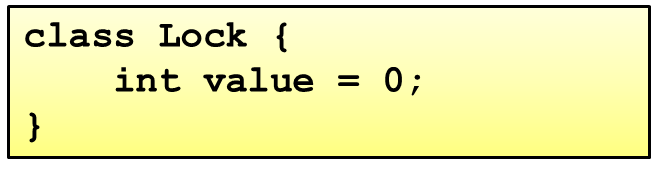 class Lock {
    int value = 0;
}